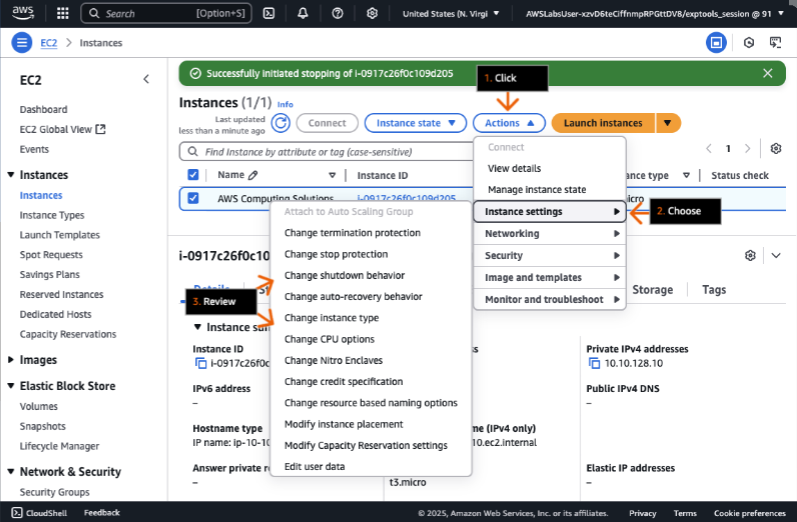 aws
Search
[Option+S]
United States (N. Virgi
AWSLabsUser-xzvD6teCiffnmpRPGttDV8/exptools_session @ 91
EC2
Instances
EC2
Dashboard
EC2 Global View
Events
Instances
Instances
Instance Types
Launch Templates
Spot Requests
Savings Plans
Reserved Instances
Dedicated Hosts
Capacity Reservations
Images
Elastic Block Store
Volumes
Snapshots
Lifecycle Manager
Network & Security
Security Groups
Successfully initiated stopping of i-0917c26f0c109d205
1. Click
Instances (1/1) Info
Last updated
less than a minute ago
Connect
Instance state
Actions
Launch instances
Find Instance by attribute or tag (case-sensitive)
1
Name
Instance ID
nce type
Status check
AWS Computing Solutions
i-0917c26f0c109d205
icro
Connect
View details
Manage instance state
Instance settings
2. Choose
Networking
Security
Image and templates
Monitor and troubleshoot
Attach to Auto Scaling Group
Change termination protection
Change stop protection
Change shutdown behavior
Change auto-recovery behavior
Change instance type
Change CPU options
Change Nitro Enclaves
Change credit specification
Change resource based naming options
Modify instance placement
Modify Capacity Reservation settings
Edit user data
3. Review
i-0917c26f0c10
Details
Storage
Tags
Instance sum
Instance ID
i-0917c26f0c
IPv6 address
–
Hostname type
IP name: ip-10-10
Answer private r
–
s
me (IPv4 only)
10.ec2.internal
t3.micro
Private IPv4 addresses
10.10.128.10
Public IPv4 DNS
–
Elastic IP addresses
–
CloudShell
Feedback
© 2025, Amazon Web Services, Inc. or its affiliates.
Privacy
Terms
Cookie preferences